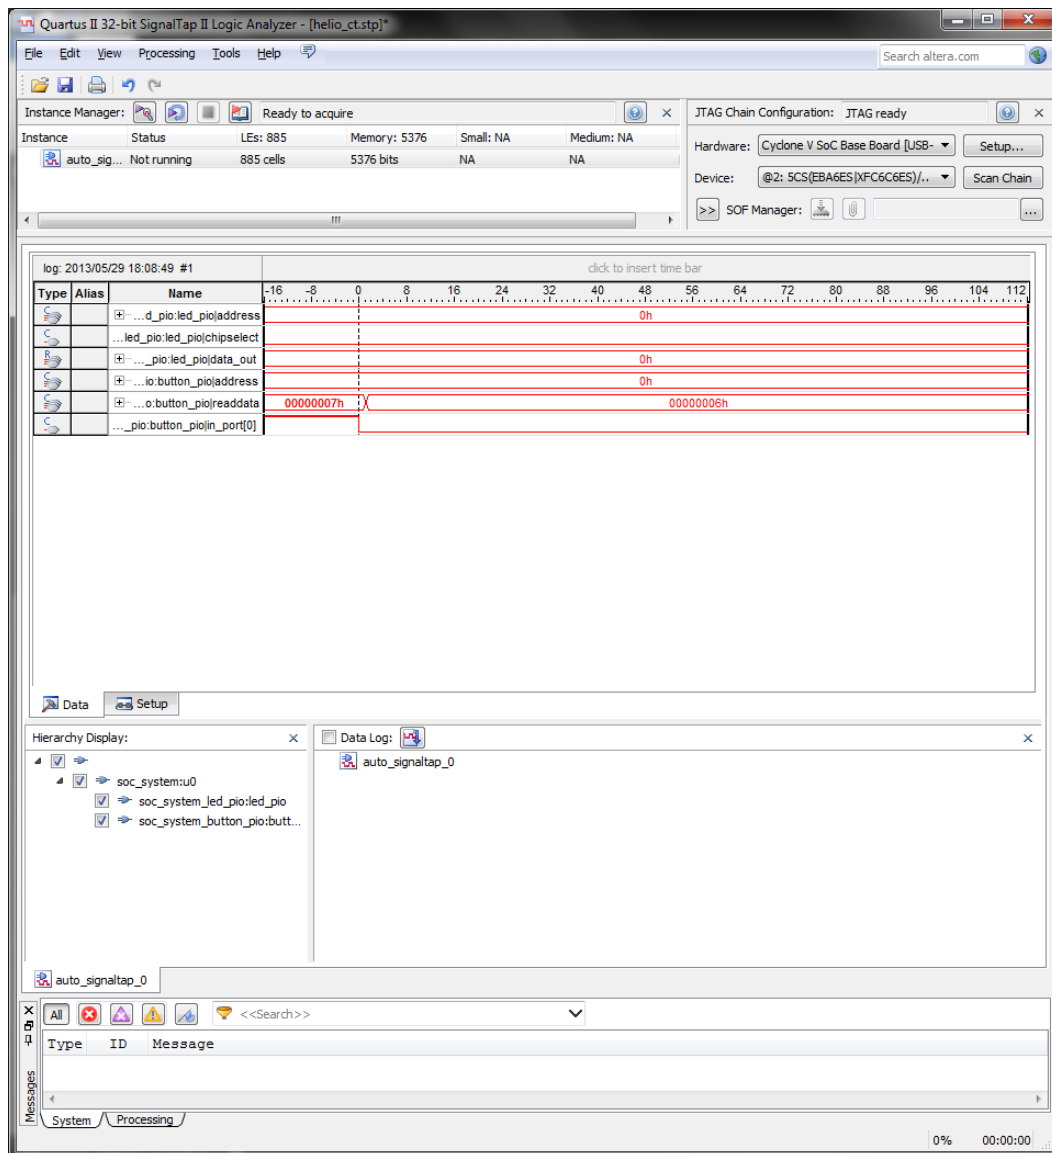 Quartus II 32-bit SignalTap II Logic Analyzer - [helio_ct.stp]*
File Edit View Processing Tools Help
Search altera.com
Instance Manager: Ready to acquire
Instance Status LEs: 885 Memory: 5376 Small: NA Medium: NA
auto_sig... Not running 885 cells 5376 bits NA NA
JTAG Chain Configuration: JTAG ready
Hardware: Cyclone V SoC Base Board [USB- Setup...
Device: @2: 5CS(EBA6ES|XFC6C6ES)/.. Scan Chain
>> SOF Manager: ...
log: 2013/05/29 18:08:49 #1 click to insert time bar
Type Alias Name -16 -8 0 8 16 24 32 40 48 56 64 72 80 88 96 104 112
...d_pio:led_pio|address 0h
...led_pio:led_pio|chipselect
..._pio:led_pio|data_out 0h
...io:button_pio|address 0h
...o:button_pio|readdata 00000007h 00000006h
..._pio:button_pio|in_port[0]
Data Setup
Hierarchy Display:
soc_system:u0
soc_system_led_pio:led_pio
soc_system_button_pio:butt...
Data Log:
auto_signaltap_0
auto_signaltap_0
All <<Search>>
Type ID Message
Messages
System Processing
0% 00:00:00